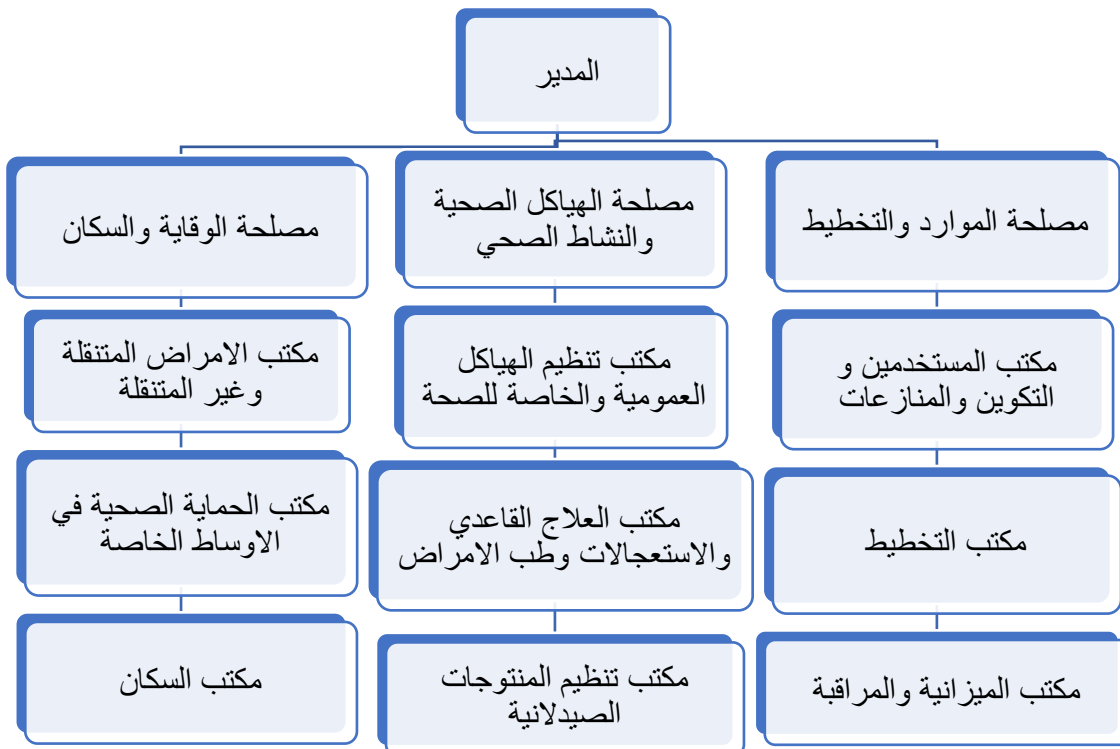 المدير
مصلحة الموارد والتخطيط
مصلحة الهياكل الصحية
والنشاط الصحي
مصلحة الوقاية والسكان
مكتب المستخدمين و
التكوين والمنازعات
مكتب تنظيم الهياكل
العمومية والخاصة للصحة
مكتب الامراض المتنقلة
وغير المتنقلة
مكتب التخطيط
مكتب العلاج القاعدي
والاستعجالات وطب الامراض
مكتب الحماية الصحية في
الاوساط الخاصة
مكتب الميزانية والمراقبة
مكتب تنظيم المنتوجات
الصيدلانية
مكتب السكان